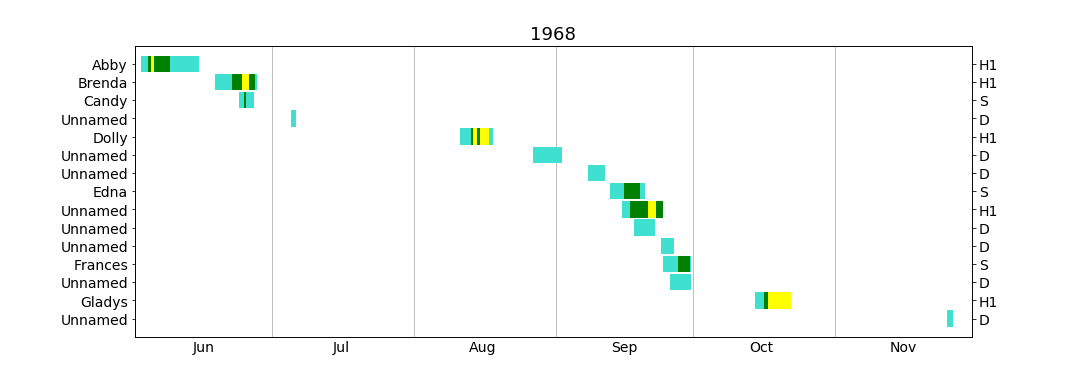 1968
Abby H1
Brenda H1
Candy S
Unnamed D
Dolly H1
Unnamed D
Unnamed D
Edna S
Unnamed H1
Unnamed D
Unnamed D
Frances S
Unnamed D
Gladys H1
Unnamed D
Jun Jul Aug Sep Oct Nov